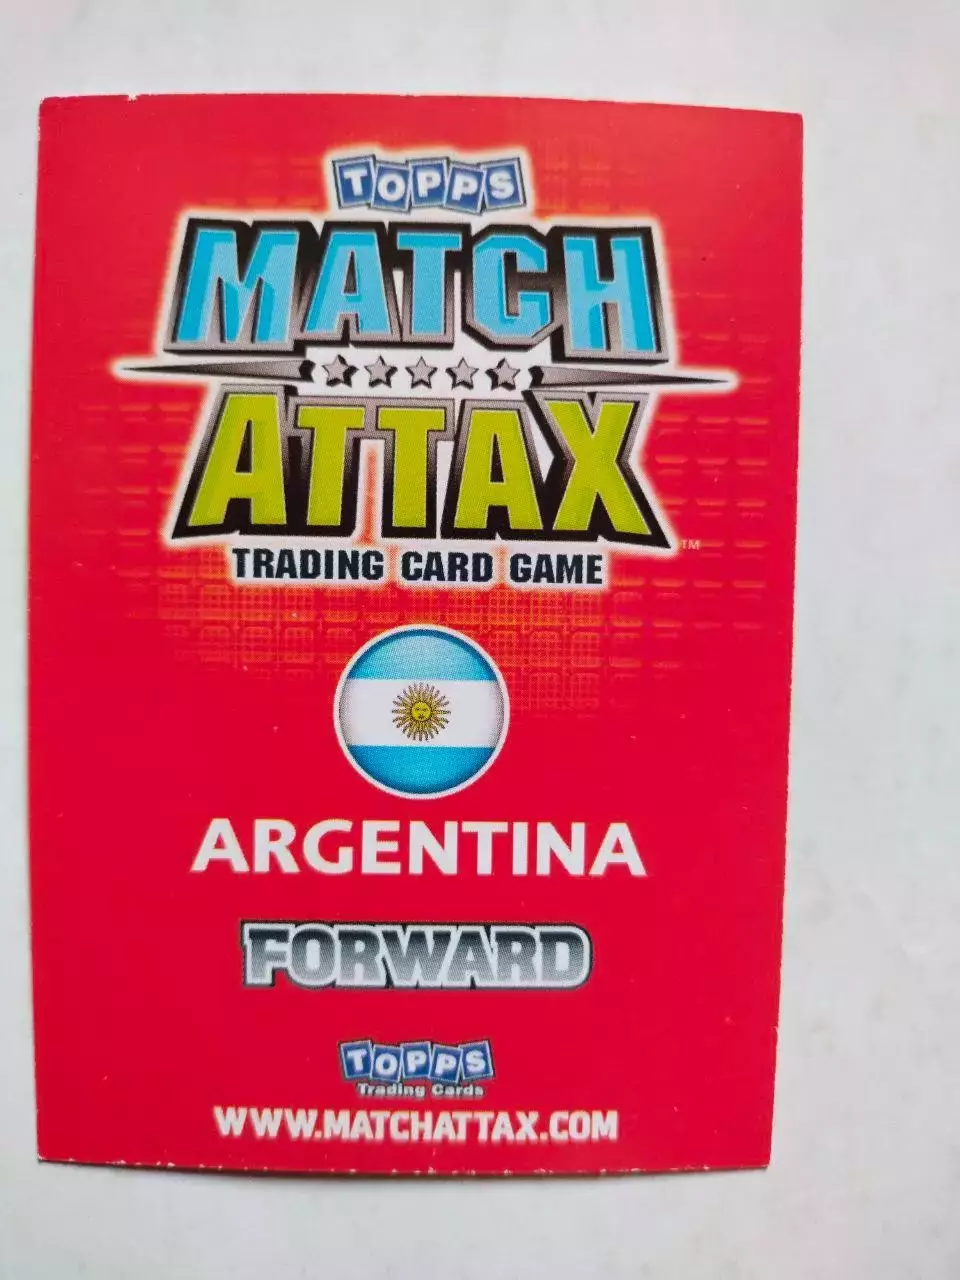 TOPPS
MATCH
ATTAX
TM
TRADING CARD GAME
ARGENTINA
FORWARD
TOPPS
Trading Cards
WWW.MATCHATTAX.COM